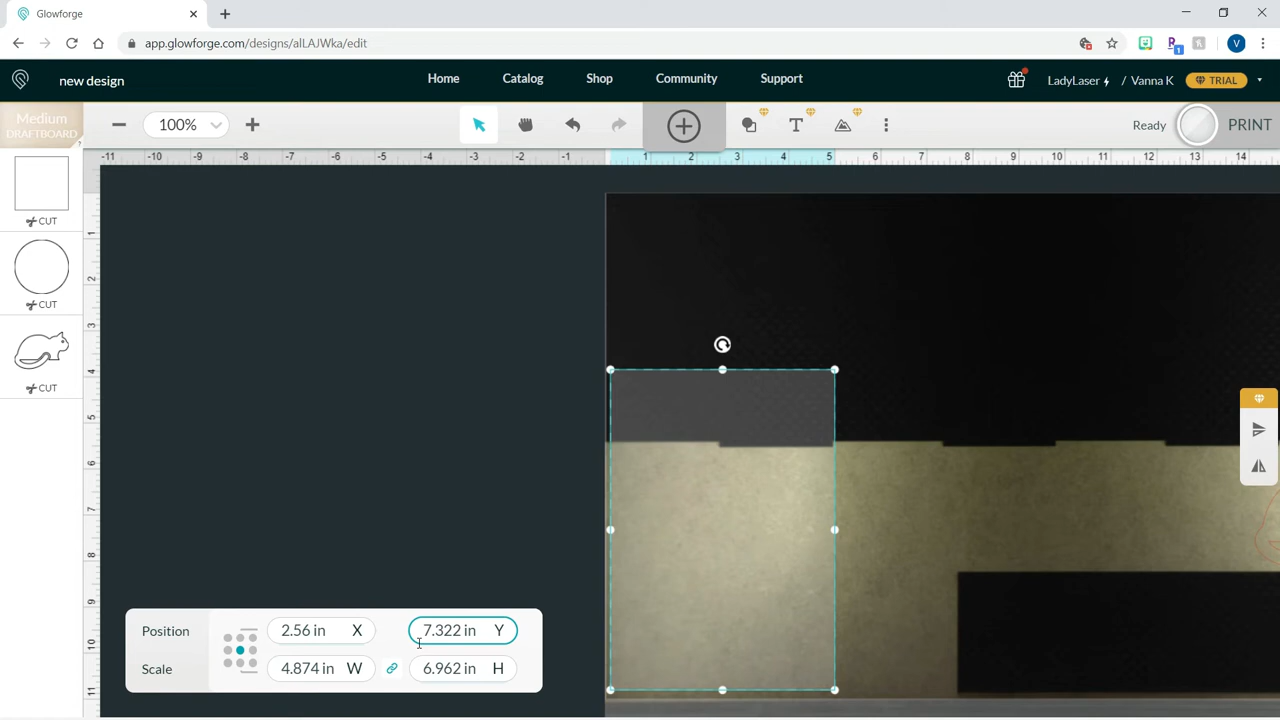 Glowforge
app.glowforge.com/designs/alLAJWka/edit
1
V
new design
Home
Catalog
Shop
Community
Support
LadyLaser
/ Vanna K
TRIAL
Medium
DRAFTBOARD
?
100%
Ready
PRINT
-11 -10 -9 -8 -7 -6 -5 -4 -3 -2 -1 1 2 3 4 5 6 7 8 9 10 11 12 13 14
CUT
CUT
CUT
1
2
3
4
5
6
7
8
9
10
11
Position
2.56 in X
7.322 in Y
Scale
4.874 in W
6.962 in H